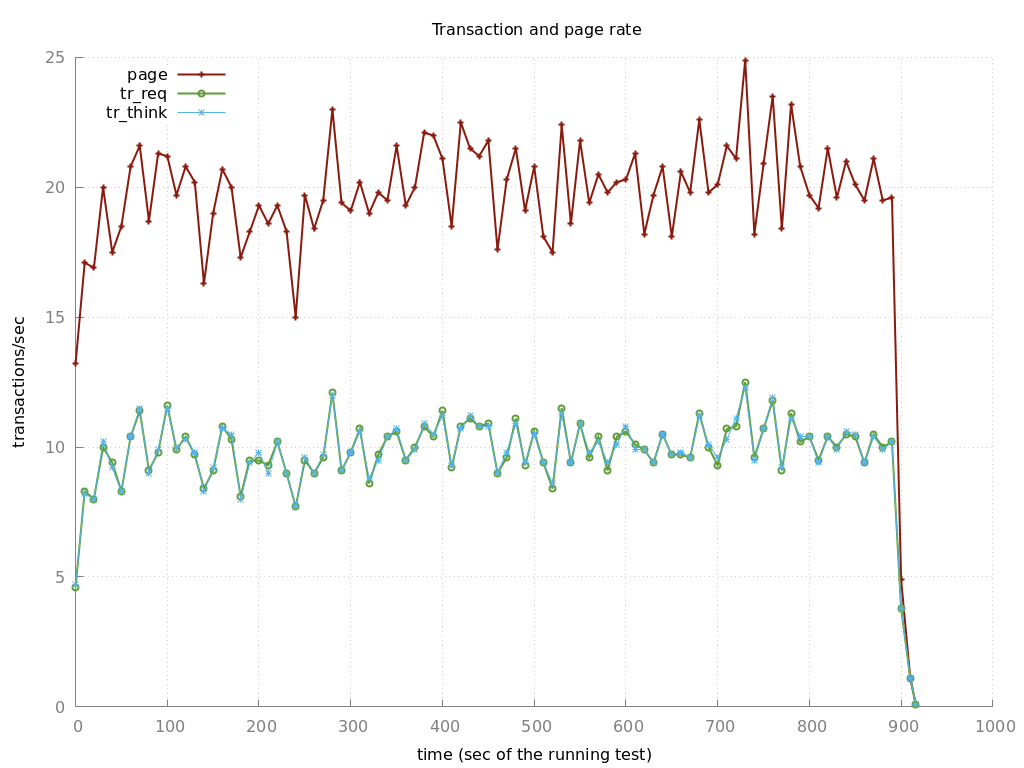 Transaction and page rate
25
20
15
10
5
0
transactions/sec
page
tr_req
tr_think
0 100 200 300 400 500 600 700 800 900 1000
time (sec of the running test)